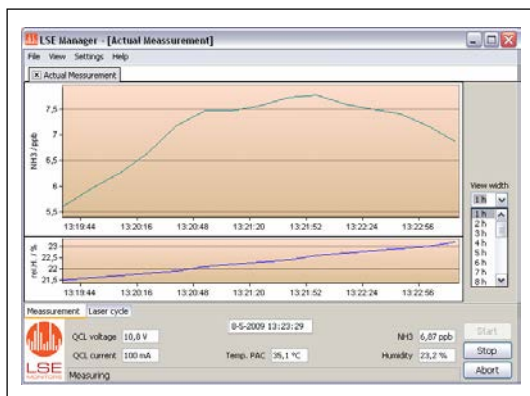 LSE Manager - [Actual Meassurement]
File View Settings Help
Actual Mersurement
NH3 / ppb
7,5
7
6,5
6
5,5
13:19:44 13:20:16 13:20:48 13:21:20 13:21:52 13:22:24 13:22:56
View width
1 h
1 h
2 h
3 h
4 h
5 h
6 h
7 h
8 h
rel.H. / %
23
22,5
22
21,5
13:19:44 13:20:16 13:20:48 13:21:20 13:21:52 13:22:24 13:22:56
Measurement Laser cycle
8-5-2009 13:23:29
QCL voltage 10,8 V NH3 6,87 ppb Start
QCL current 100 mA Temp. PAC 35,1 °C Humidity 23,2 % Stop
LSE
MONITORS
Measuring
Abort